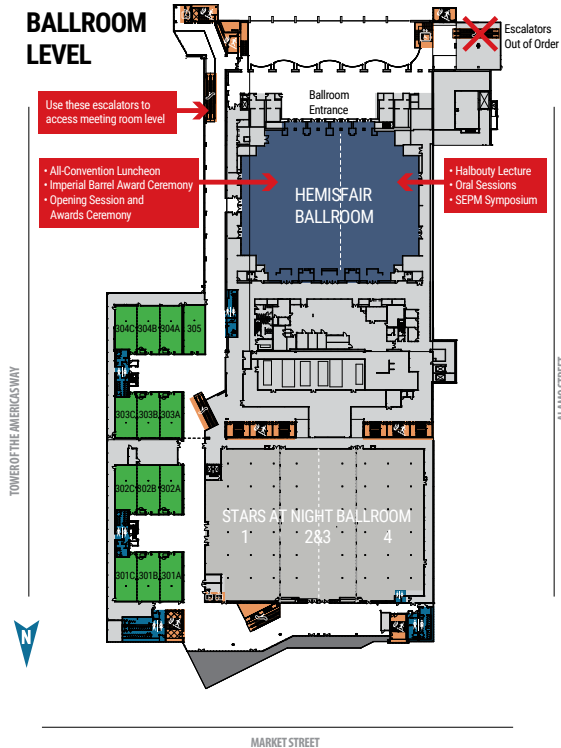 BALLROOM
LEVEL
Escalators
Out of Order
Use these escalators to
access meeting room level
Ballroom
Entrance
• All-Convention Luncheon
• Imperial Barrel Award Ceremony
• Opening Session and
Awards Ceremony
HEMISFAIR
BALLROOM
• Halbouty Lecture
• Oral Sessions
• SEPM Symposium
304C 304B 304A 305
303C 303B 303A
302C 302B 302A
301C 301B 301A
STARS AT NIGHT BALLROOM
1 2&3 4
TOWER OF THE AMERICAS WAY
ALAMO STREET
N
MARKET STREET